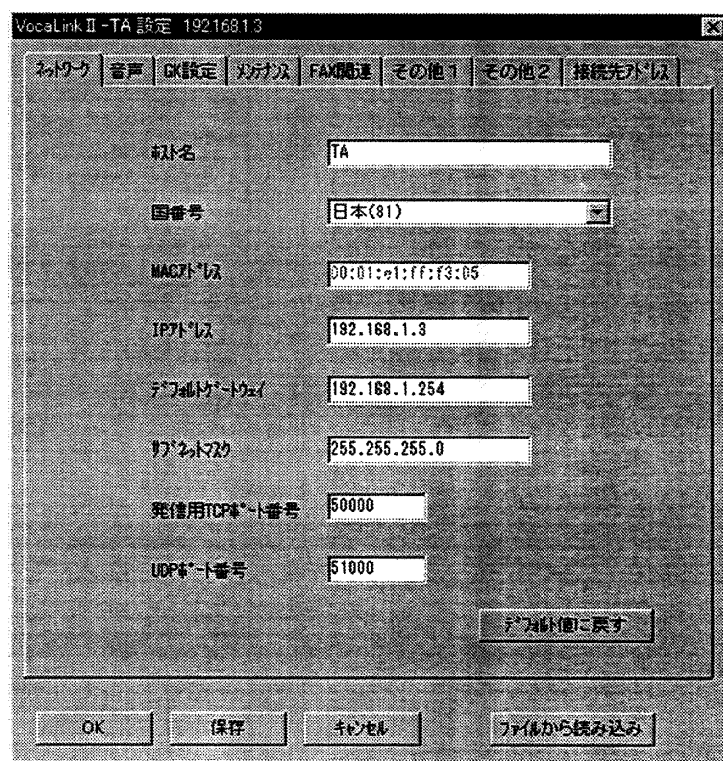 VocaLink Ⅱ -TA 設定 192.168.1.3
ﾈｯﾄﾜｰｸ 音声 GK設定 ﾒﾝﾃﾅﾝｽ FAX関連 その他１ その他２ 接続先ｱﾄﾞﾚｽ
ﾎｽﾄ名 TA
国番号 日本(81)
MACｱﾄﾞﾚｽ 00:01:e1:ff:f3:05
IPｱﾄﾞﾚｽ 192.168.1.3
ﾃﾞﾌｫﾙﾄｹﾞｰﾄｳｪｲ 192.168.1.254
ｻﾌﾞﾈｯﾄﾏｽｸ 255.255.255.0
発信用TCPﾎﾟｰﾄ番号 50000
UDPﾎﾟｰﾄ番号 51000
ﾃﾞﾌｫﾙﾄ値に戻す
OK 保存 ｷｬﾝｾﾙ ﾌｧｲﾙから読み込み